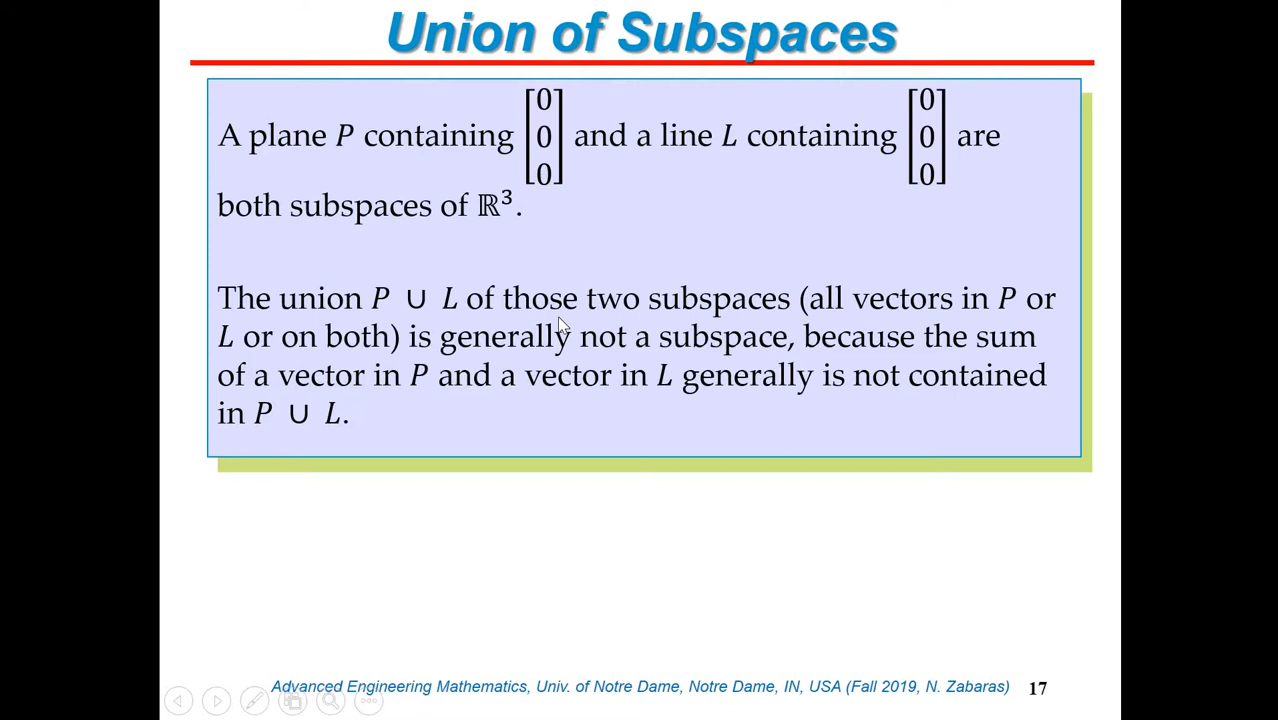 Union of Subspaces
A plane P containing [0 0 0] and a line L containing [0 0 0] are
both subspaces of ℝ³.
The union P ∪ L of those two subspaces (all vectors in P or
L or on both) is generally not a subspace, because the sum
of a vector in P and a vector in L generally is not contained
in P ∪ L.
Advanced Engineering Mathematics, Univ. of Notre Dame, Notre Dame, IN, USA (Fall 2019, N. Zabaras) 17